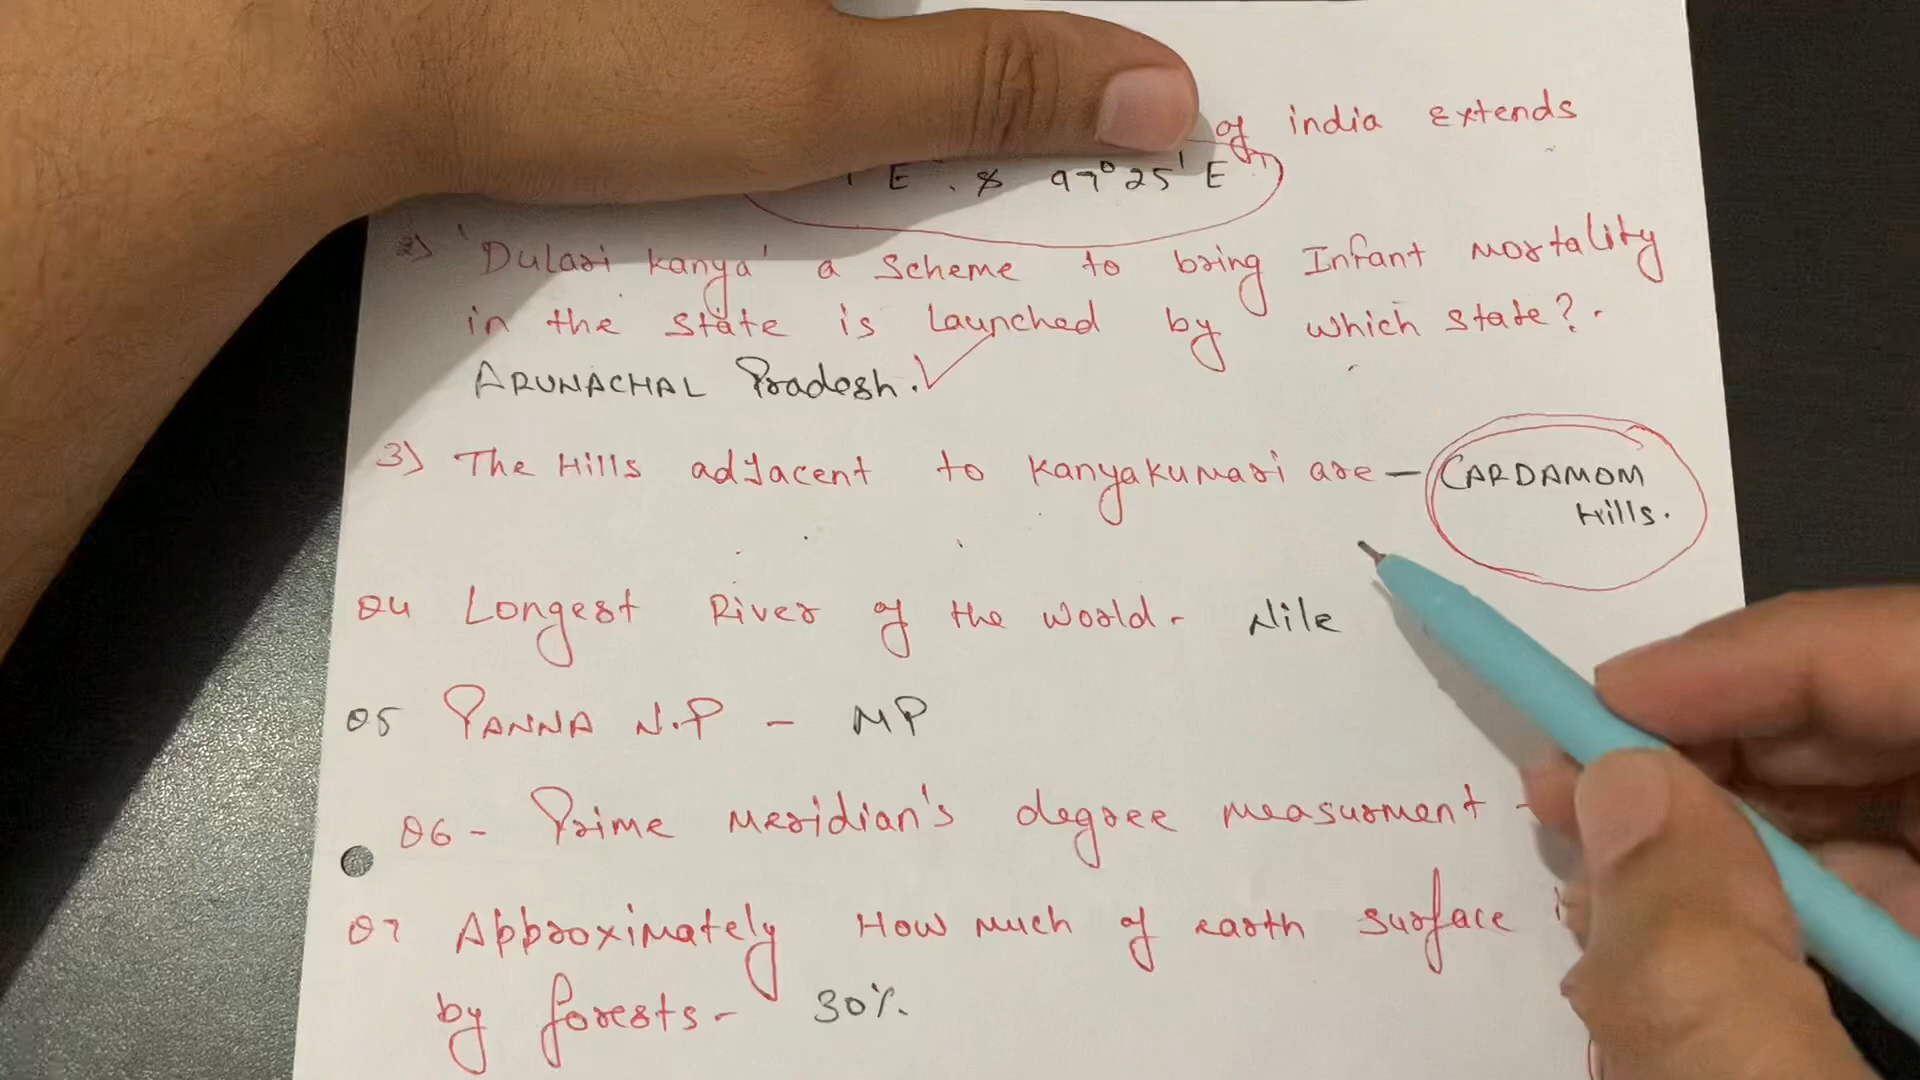 of india Extends
E . & 97°25' E
2) 'Dulari kanya' a Scheme to bring Infant mortality
in the state is Launched by which state?.
ARUNACHAL Pradesh.
3) The Hills adjacent to Kanyakumari are - CARDAMOM
Hills.
04 Longest River of the world - Nile
05 PANNA N.P - MP
06 - Prime meridian's degree measurment -
07 Approximately How much of earth surface
by forests - 30%.